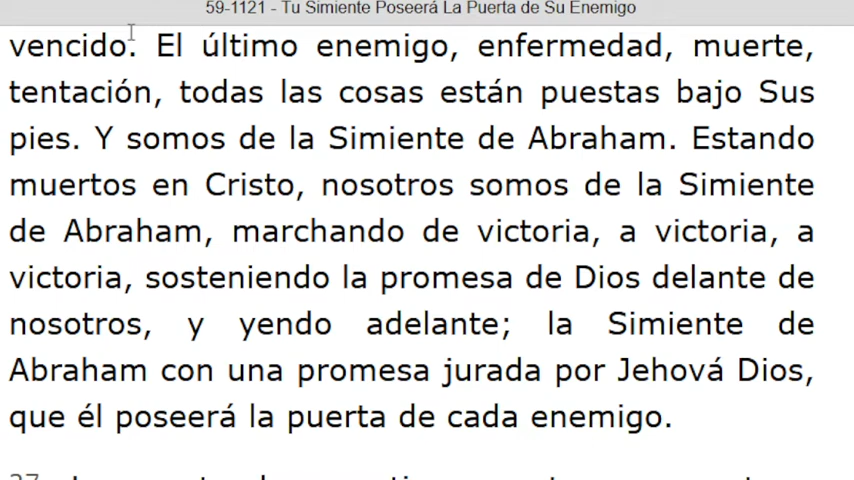 59-1121 - Tu Simiente Poseerá La Puerta de Su Enemigo
vencido. El último enemigo, enfermedad, muerte,
tentación, todas las cosas están puestas bajo Sus
pies. Y somos de la Simiente de Abraham. Estando
muertos en Cristo, nosotros somos de la Simiente
de Abraham, marchando de victoria, a victoria, a
victoria, sosteniendo la promesa de Dios delante de
nosotros, y yendo adelante; la Simiente de
Abraham con una promesa jurada por Jehová Dios,
que él poseerá la puerta de cada enemigo.